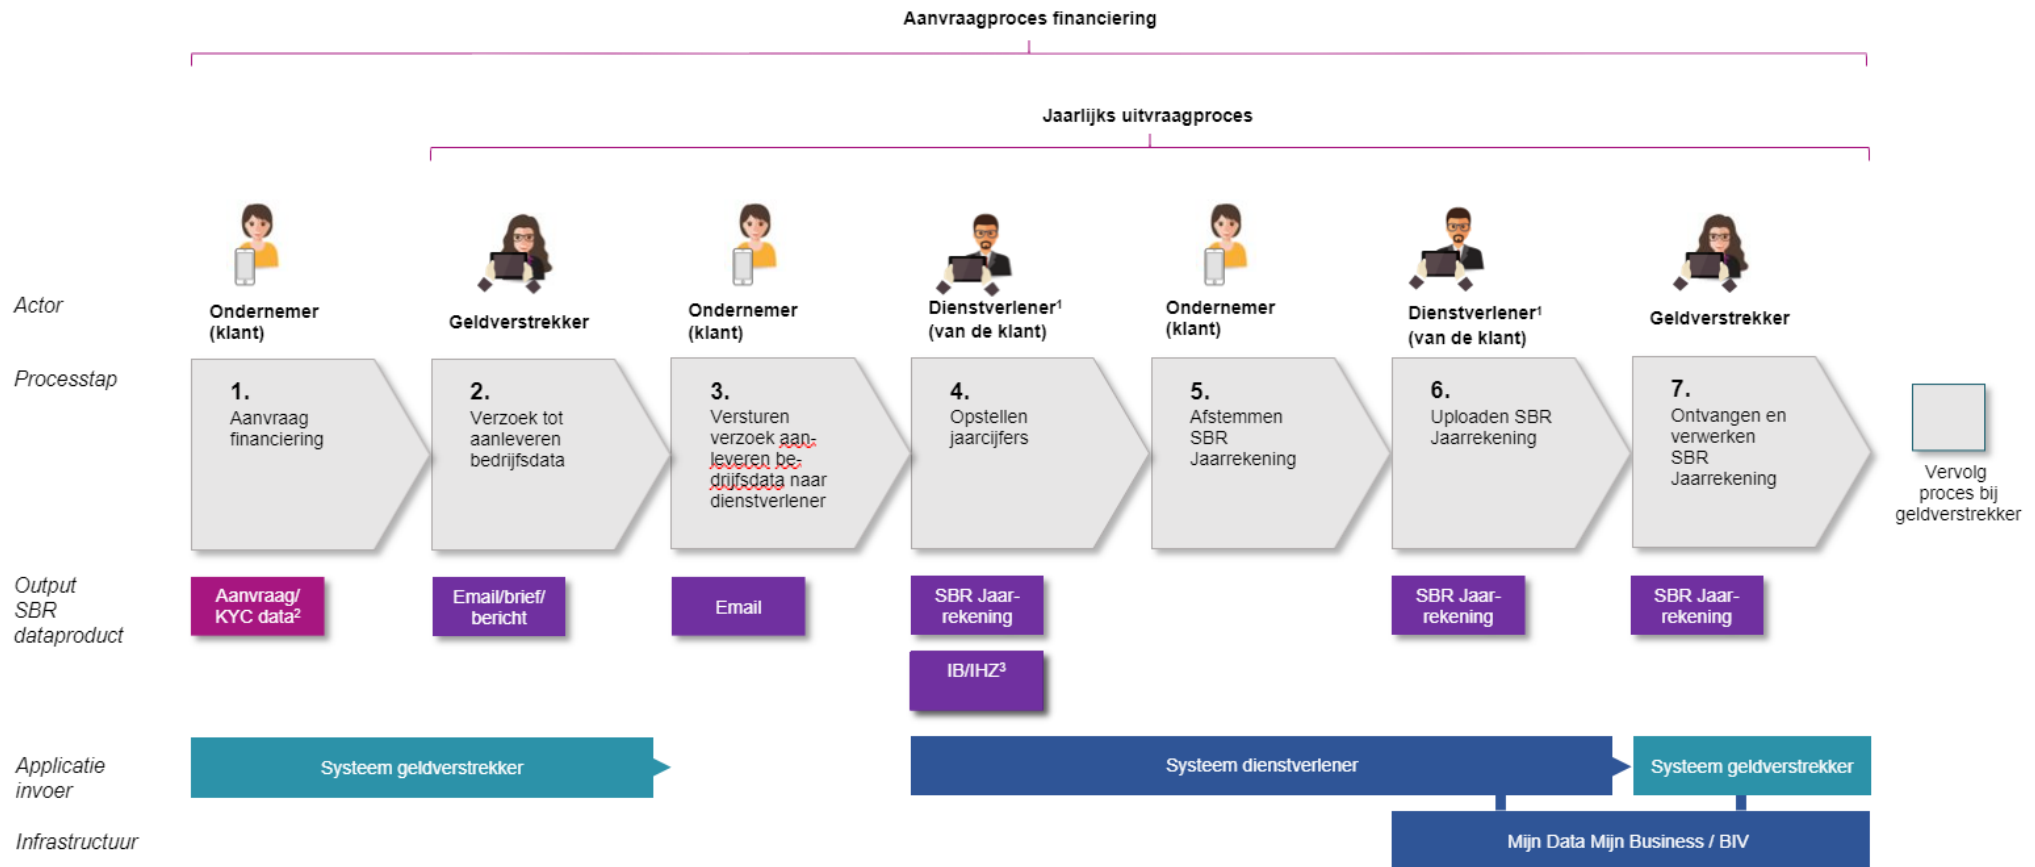 Aanvraagproces financiering
Jaarlijks uitvraagproces
Actor
Ondernemer
(klant)
Geldverstrekker
Ondernemer
(klant)
Dienstverlener¹
(van de klant)
Ondernemer
(klant)
Dienstverlener¹
(van de klant)
Geldverstrekker
Processtap
1.
Aanvraag
financiering
2.
Verzoek tot
aanleveren
bedrijfsdata
3.
Versturen
verzoek aan-
leveren be-
drijfsdata naar
dienstverlener
4.
Opstellen
jaarcijfers
5.
Afstemmen
SBR
Jaarrekening
6.
Uploaden SBR
Jaarrekening
7.
Ontvangen en
verwerken
SBR
Jaarrekening
Vervolg
proces bij
geldverstrekker
Output
SBR
dataproduct
Aanvraag/
KYC data²
Email/brief/
bericht
Email
SBR Jaar-
rekening
IB/IHZ³
SBR Jaar-
rekening
SBR Jaar-
rekening
Applicatie
invoer
Systeem geldverstrekker
Systeem dienstverlener
Systeem geldverstrekker
Infrastructuur
Mijn Data Mijn Business / BIV